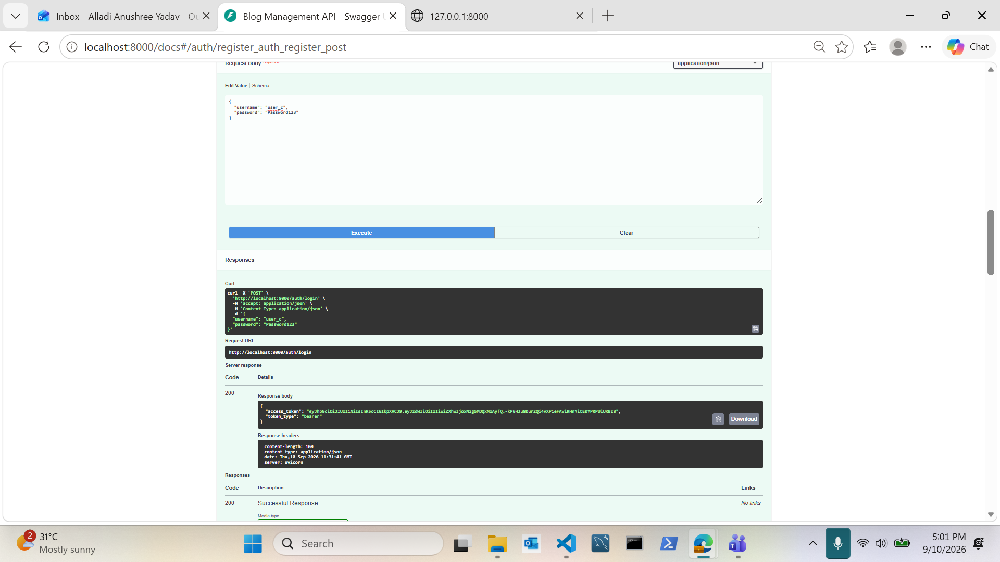 Inbox - Alladi Anushree Yadav - Ou
Blog Management API - Swagger U
127.0.0.1:8000
localhost:8000/docs#/auth/register_auth_register_post
Chat
Request body required
application/json
Edit Value | Schema
{
"username": "user_c",
"password": "Password123"
}
Execute
Clear
Responses
Curl
curl -X 'POST' \
'http://localhost:8000/auth/login' \
-H 'accept: application/json' \
-H 'Content-Type: application/json' \
-d '{
"username": "user_c",
"password": "Password123"
}'
Request URL
http://localhost:8000/auth/login
Server response
Code Details
200
Response body
{
"access_token": "eyJhbGciOiJIUzI1NiIsInR5cCI6IkpXVCJ9.eyJzdWIiOiIzIiwiZXhwIjoxNzg5MDQxNzAyfQ.-kP6HJu8DurZQi4vXP1eFAvlRHnYitE0YPRPUlURBz8",
"token_type": "bearer"
}
Download
Response headers
content-length: 160
content-type: application/json
date: Thu,10 Sep 2026 11:31:41 GMT
server: uvicorn
Responses
Code Description Links
200 Successful Response No links
Media type
2
31°C
Mostly sunny
Search
5:01 PM
9/10/2026